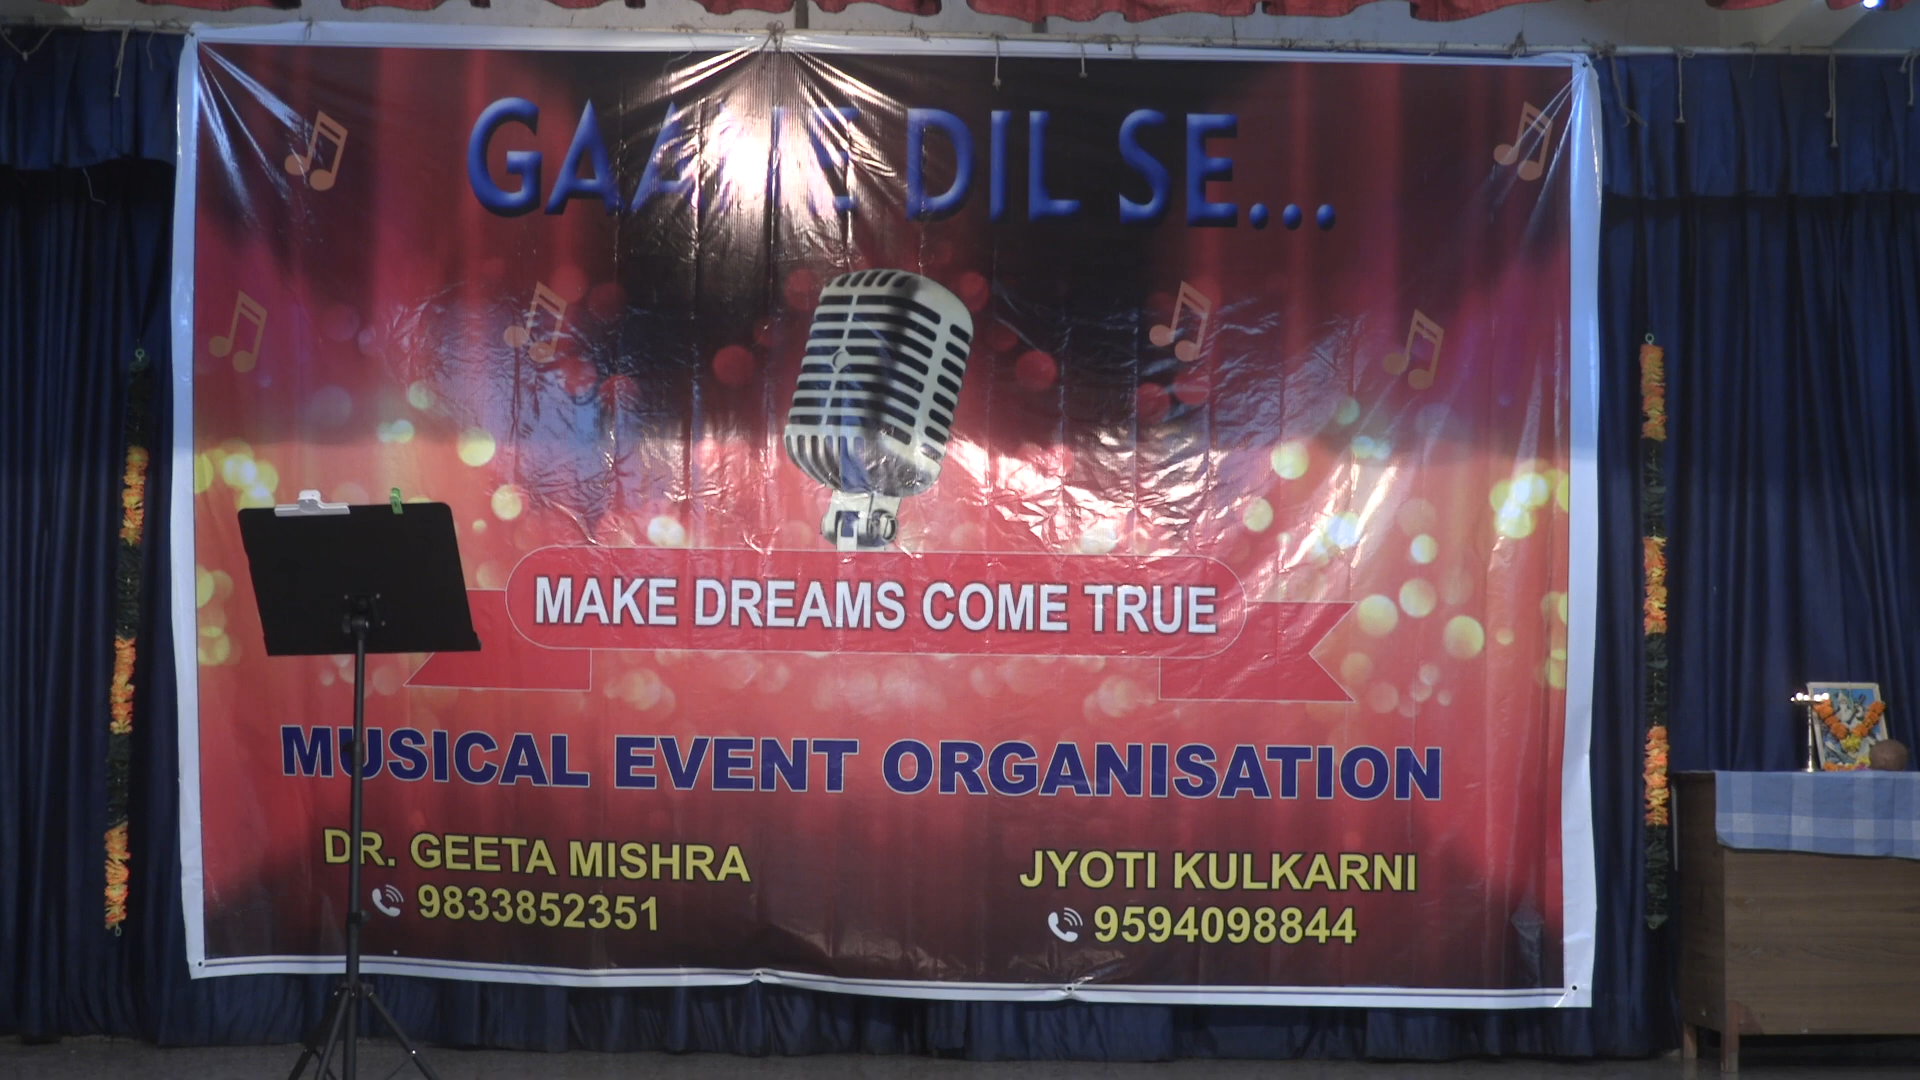 DIL SE...
MAKE DREAMS COME TRUE
MUSICAL EVENT ORGANISATION
DR. GEETA MISHRA
9833852351
JYOTI KULKARNI
9594098844